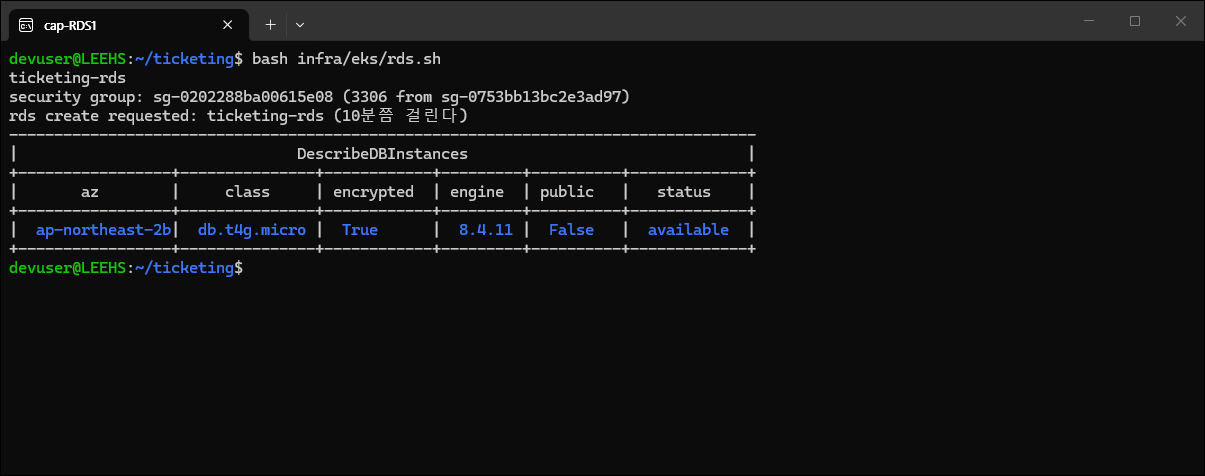 cap-RDS1
devuser@LEEHS:~/ticketing$ bash infra/eks/rds.sh
ticketing-rds
security group: sg-0202288ba00615e08 (3306 from sg-0753bb13bc2e3ad97)
rds create requested: ticketing-rds (10분쯤 걸린다)
-----------------------------------------------------------------------------------
|                               DescribeDBInstances                               |
+-----------------+---------------+------------+---------+----------+-------------+
|       az        |     class     | encrypted  | engine  | public   |   status    |
+-----------------+---------------+------------+---------+----------+-------------+
|  ap-northeast-2b|  db.t4g.micro |  True      |  8.4.11 |  False   |  available  |
+-----------------+---------------+------------+---------+----------+-------------+
devuser@LEEHS:~/ticketing$